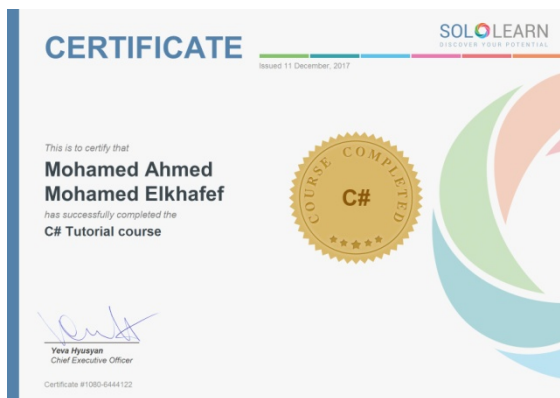 CERTIFICATE
SOLOLEARN
DISCOVER YOUR POTENTIAL
Issued 11 December, 2017
This is to certify that
Mohamed Ahmed
Mohamed Elkhafef
has successfully completed the
C# Tutorial course
COURSE COMPLETED
C#
Yeva Hyusyan
Chief Executive Officer
Certificate #1080-6444122